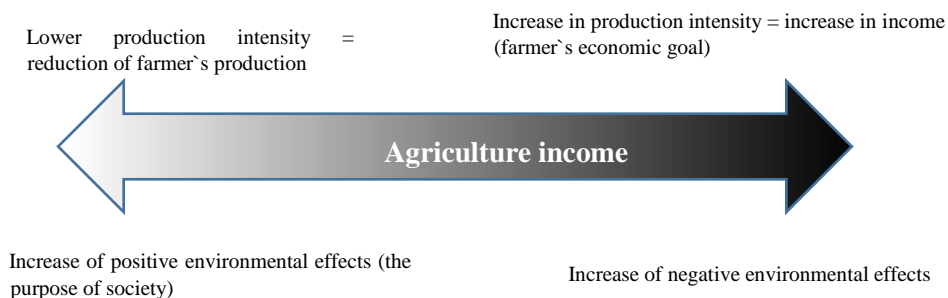 Lower production intensity =
reduction of farmer`s production
Increase in production intensity = increase in income
(farmer`s economic goal)
Agriculture income
Increase of positive environmental effects (the
purpose of society)
Increase of negative environmental effects